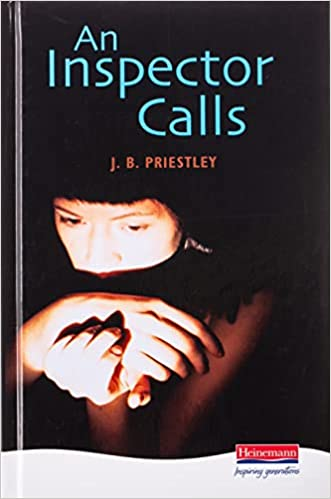 An
Inspector
Calls
J. B. PRIESTLEY
Heinemann
Inspiring generations